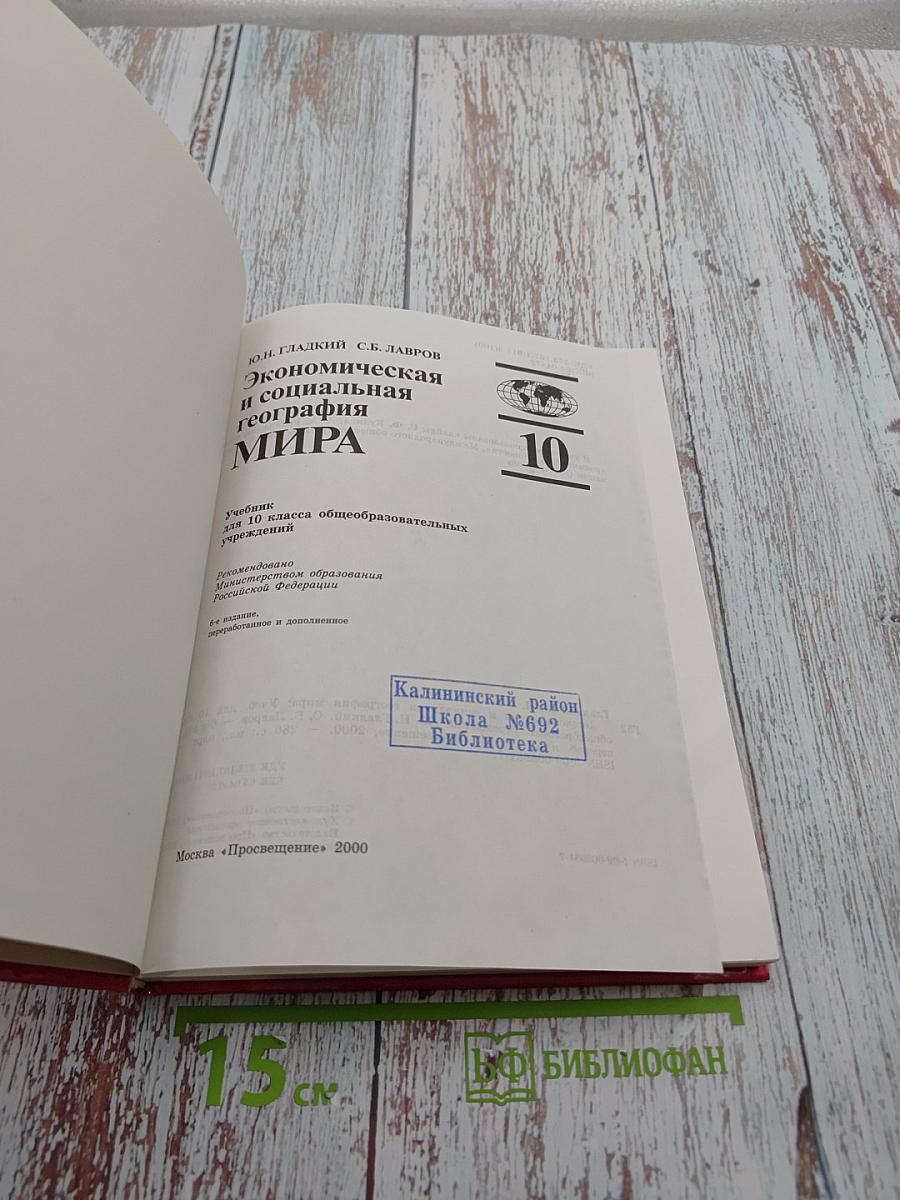 Ю.Н. ГЛАДКИЙ С.Б. ЛАВРОВ
Экономическая
и социальная
география
МИРА
10
Учебник
для 10 класса общеобразовательных
учреждений
Рекомендовано
Министерством образования
Российской Федерации
6-е издание,
переработанное и дополненное
Калининский район
Школа №692
Библиотека
Москва «Просвещение» 2000
15 см
БФ БИБЛИОФАН